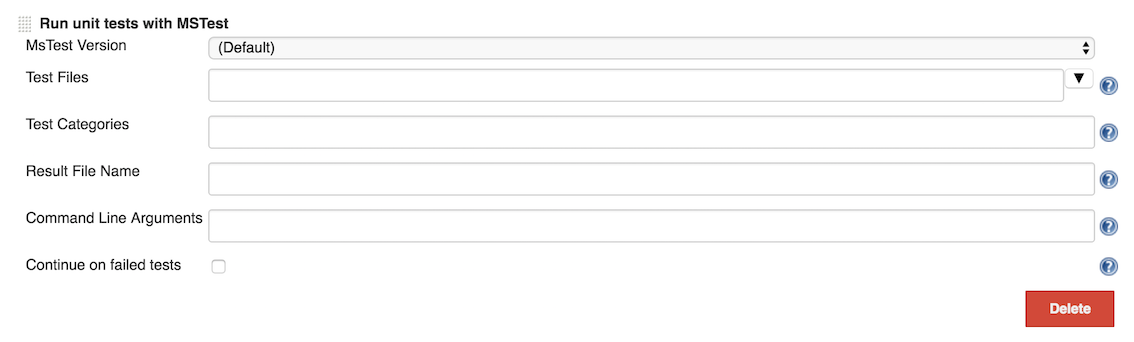 Run unit tests with MSTest
MsTest Version
(Default)
Test Files
Test Categories
Result File Name
Command Line Arguments
Continue on failed tests
Delete